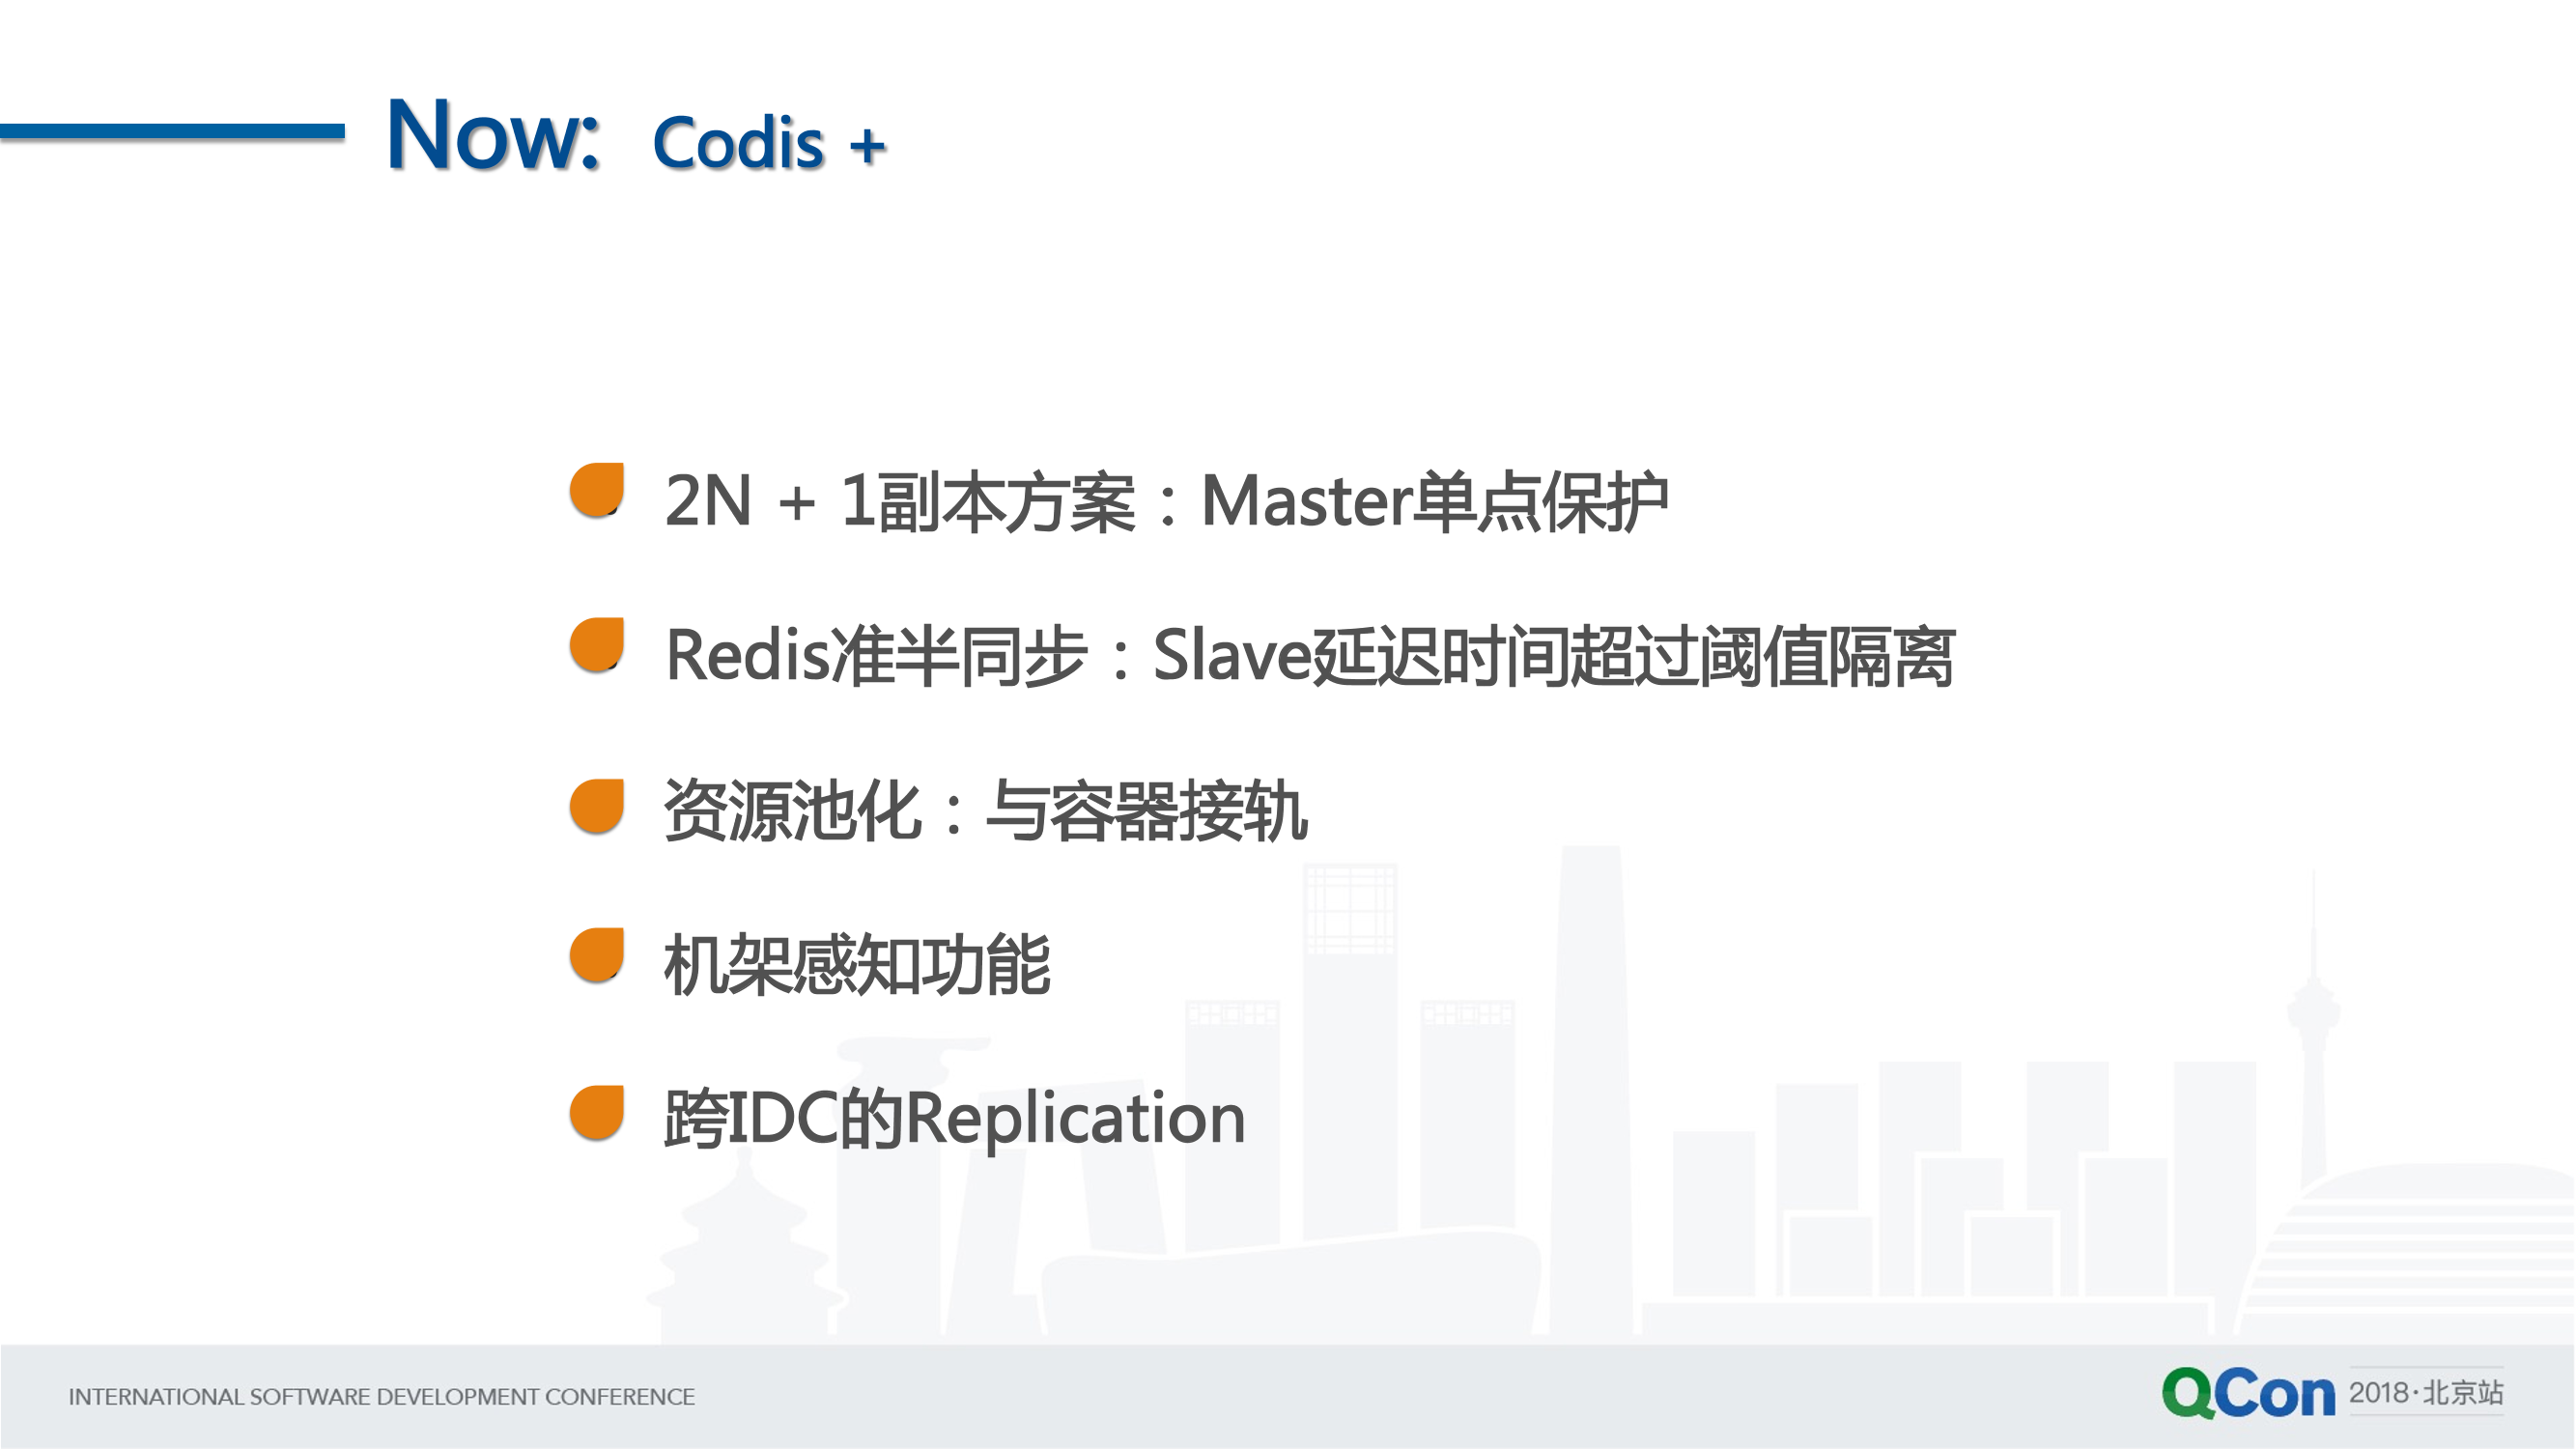 Now: Codis +
2N + 1副本方案：Master单点保护
Redis准半同步：Slave延迟时间超过阈值隔离
资源池化：与容器接轨
机架感知功能
跨IDC的Replication
INTERNATIONAL SOFTWARE DEVELOPMENT CONFERENCE
QCon 2018·北京站